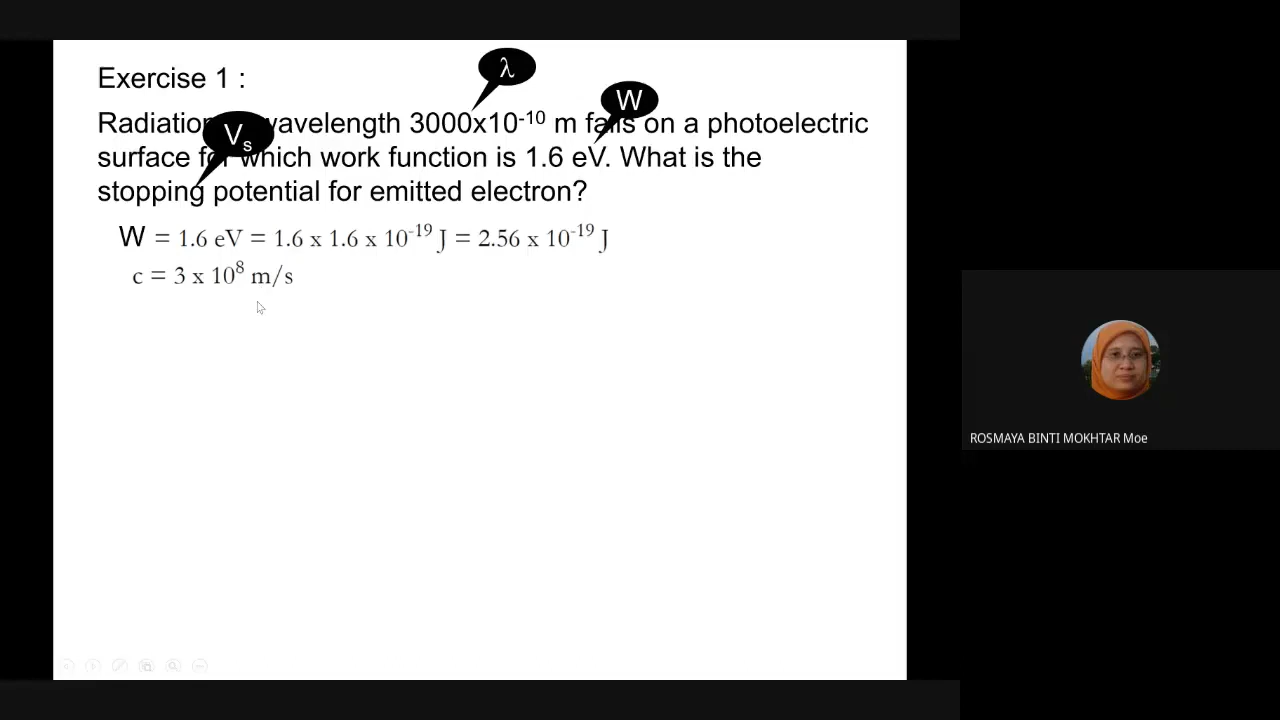 Exercise 1 :
λ
W
Vs
Radiation wavelength 3000x10-10 m falls on a photoelectric
surface for which work function is 1.6 eV. What is the
stopping potential for emitted electron?
W = 1.6 eV = 1.6 x 1.6 x 10-19 J = 2.56 x 10-19 J
c = 3 x 108 m/s
ROSMAYA BINTI MOKHTAR Moe